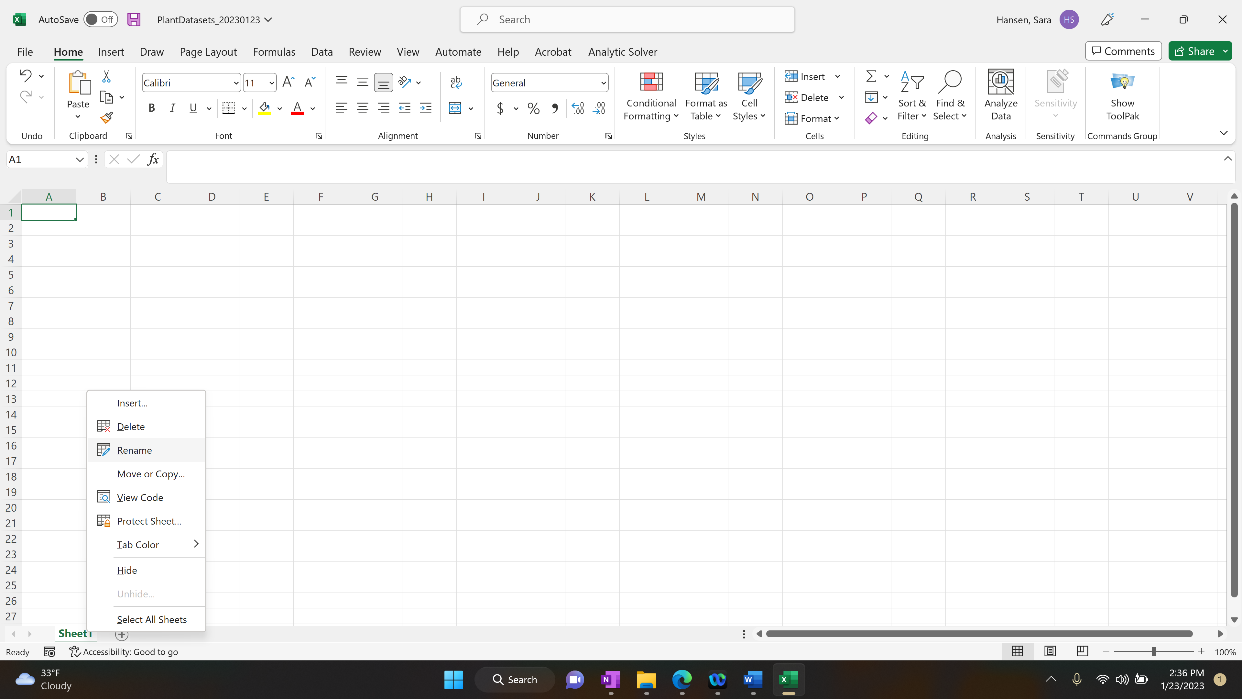 AutoSave Off PlantDatasets_20230123 Search Hansen, Sara HS
File Home Insert Draw Page Layout Formulas Data Review View Automate Help Acrobat Analytic Solver Comments Share
Paste Calibri 11 General Conditional Formatting Format as Table Cell Styles Insert Delete Format Sort & Filter Find & Select Analyze Data Sensitivity Show ToolPak
Undo Clipboard Font Alignment Number Styles Cells Editing Analysis Sensitivity Commands Group
A1 fx
A B C D E F G H I J K L M N O P Q R S T U V
1
2
3
4
5
6
7
8
9
10
11
12
13
14
15
16
17
18
19
20
21
22
23
24
25
26
27
Insert...
Delete
Rename
Move or Copy...
View Code
Protect Sheet...
Tab Color
Hide
Unhide...
Select All Sheets
Sheet1
Ready Accessibility: Good to go 100%
33°F Search 2:36 PM
Cloudy 1/23/2023 1